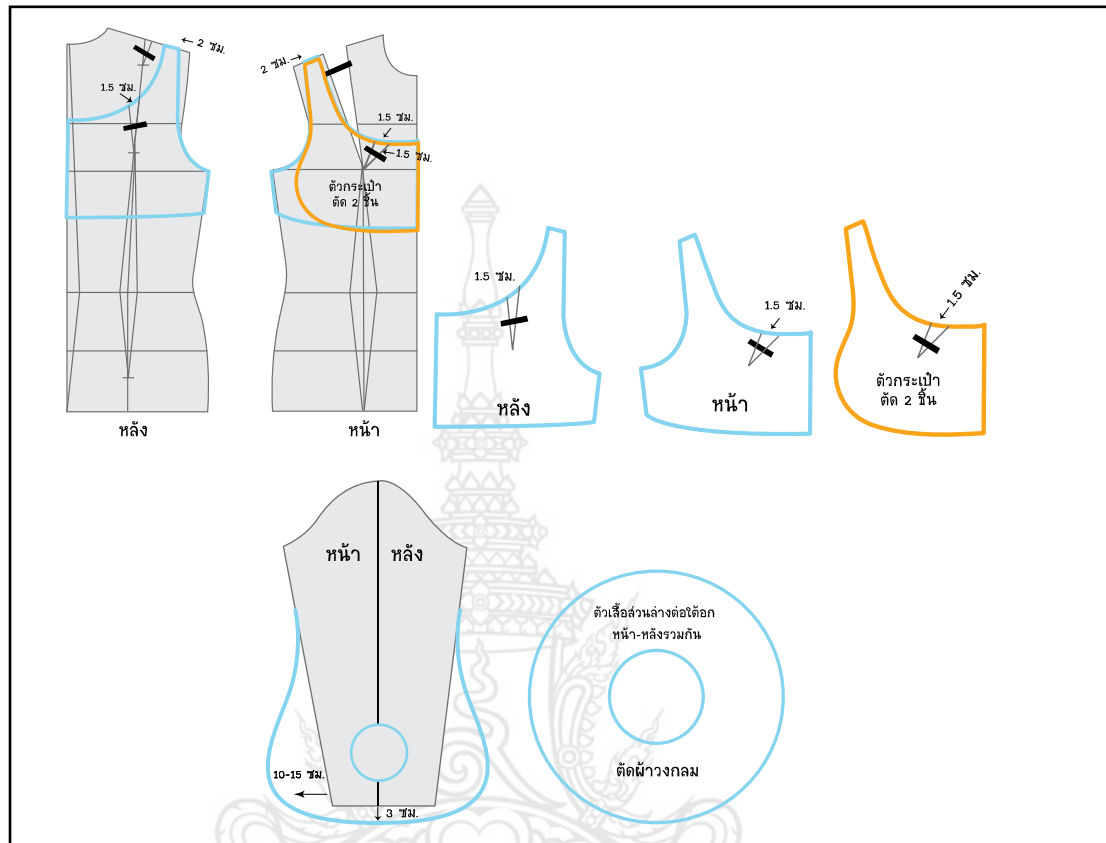 ← 2 ซม.
1.5 ซม.
หลัง
2 ซม.→
1.5 ซม.
←1.5 ซม.
ตัวกระเป๋า
ตัด 2 ชิ้น
หน้า
1.5 ซม.
หลัง
1.5 ซม.
หน้า
←1.5 ซม.
ตัวกระเป๋า
ตัด 2 ชิ้น
หน้า
หลัง
10-15 ซม.
3 ซม.
ตัวเสื้อส่วนล่างต่อใต้อก
หน้า-หลังรวมกัน
ตัดผ้าวงกลม